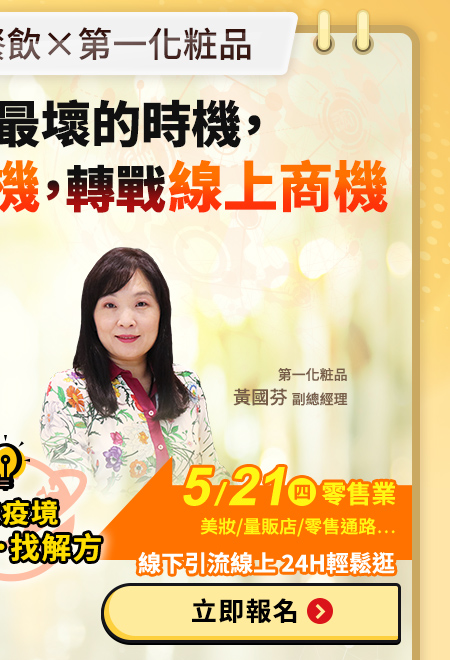 餐飲×第一化粧品
最壞的時機,
機,轉戰線上商機
第一化粧品
黃國芬 副總經理
5/21四 零售業
美妝/量販店/零售通路...
疫境
·找解方
線下引流線上 24H輕鬆逛
立即報名